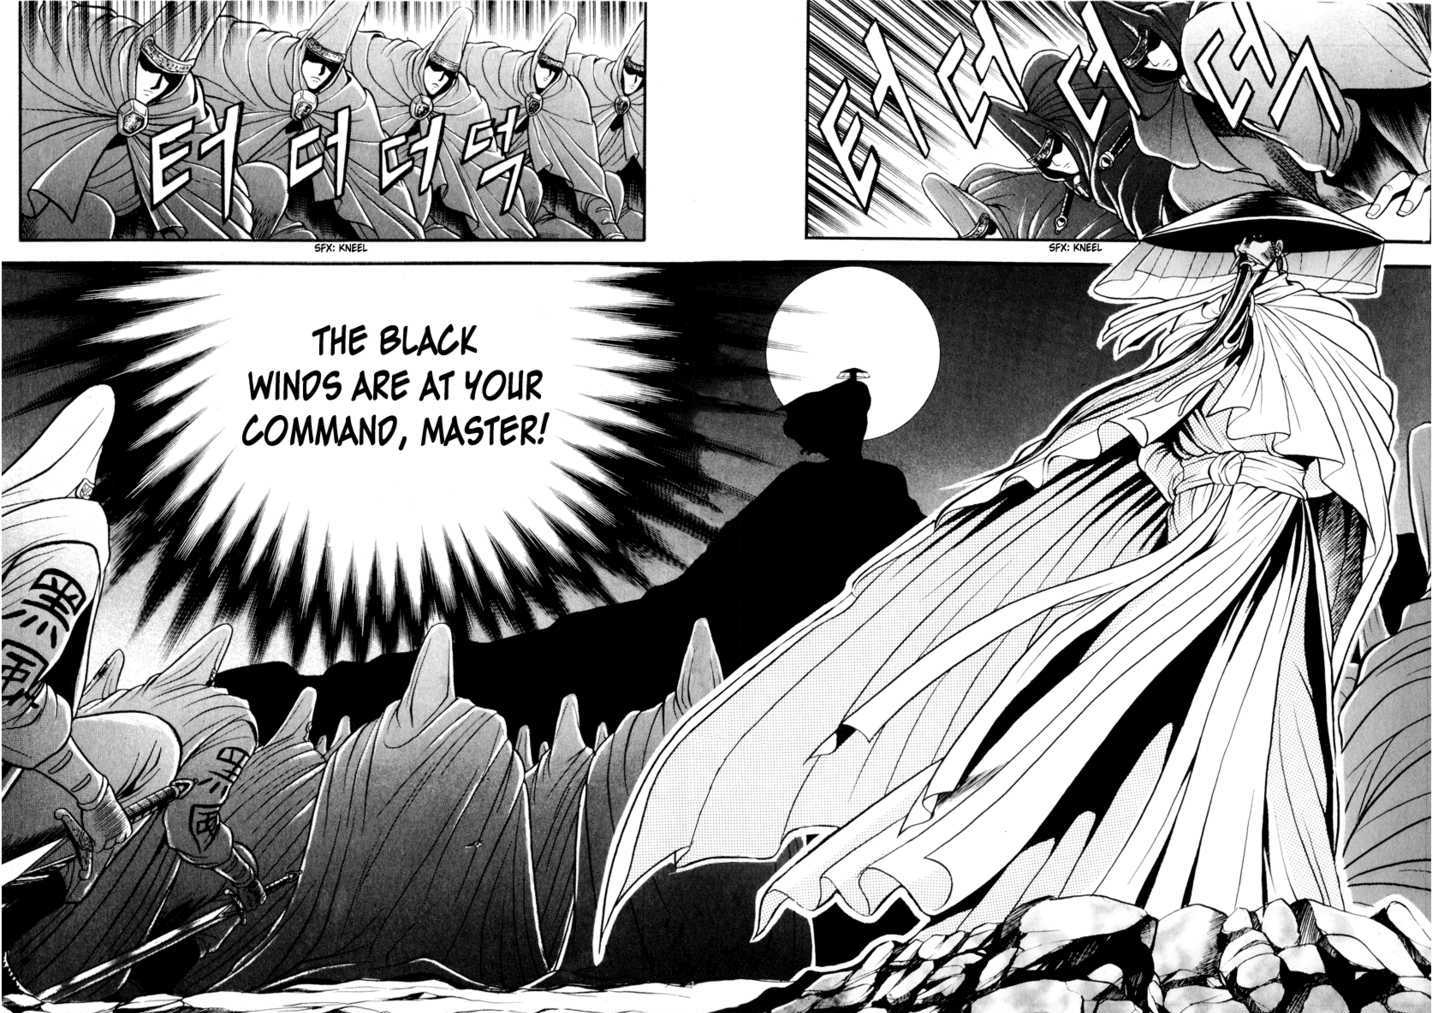 터 더더덕
SFX: KNEEL
터더더덕
SFX: KNEEL
THE BLACK
WINDS ARE AT YOUR
COMMAND, MASTER!
黑
風
黑
風